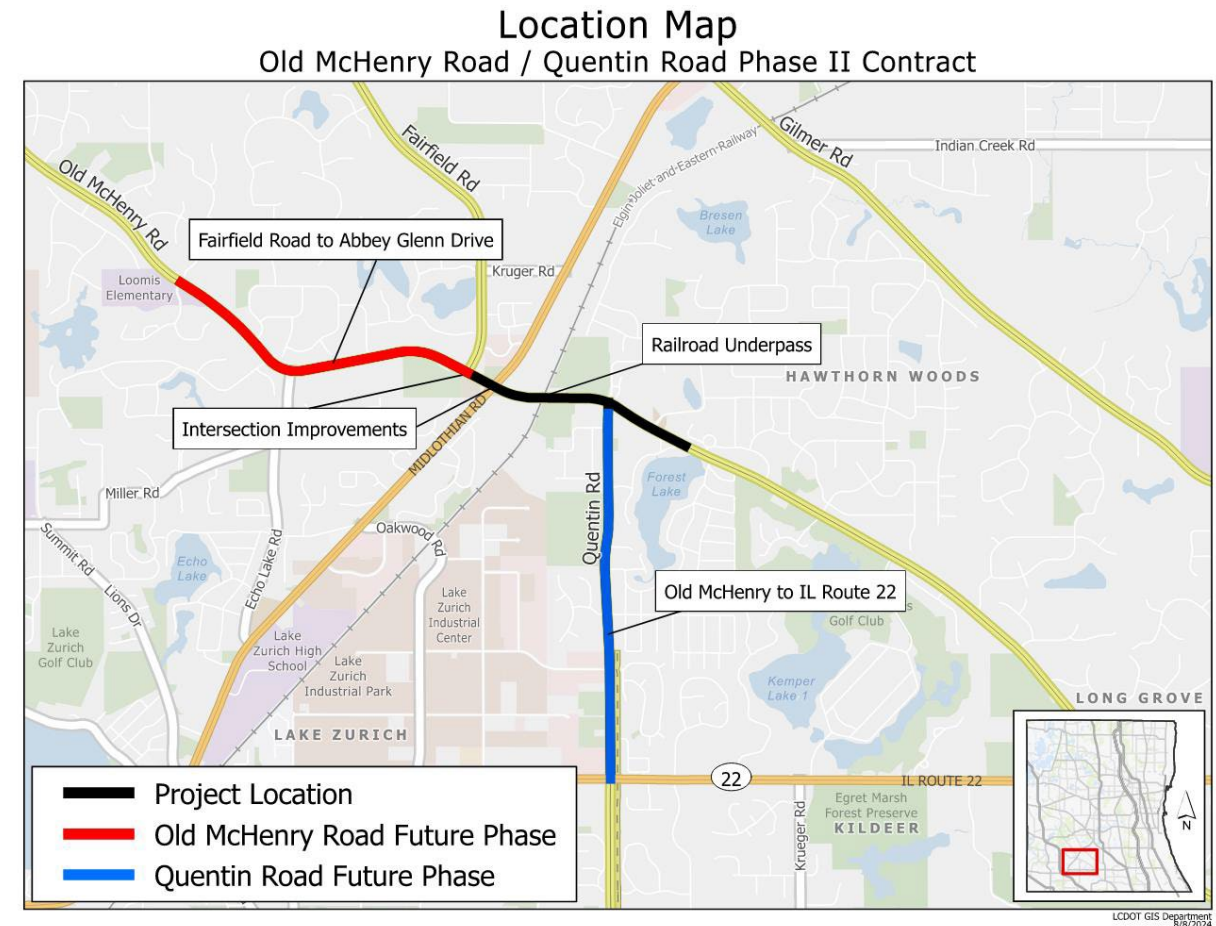 Location Map
Old McHenry Road / Quentin Road Phase II Contract
Fairfield Rd
Gilmer Rd
Indian Creek Rd
Elgin-Joliet-and-Eastern-Railway
Old McHenry Rd
Bresen
Lake
Fairfield Road to Abbey Glenn Drive
Kruger Rd
Loomis
Elementary
Railroad Underpass
HAWTHORN WOODS
Intersection Improvements
MIDLOTHIAN RD
Miller Rd
Forest
Lake
Quentin Rd
Summit Rd
Oakwood Rd
Echo
Lake
Echo Lake Rd
Lions Dr
Old McHenry to IL Route 22
Lake
Zurich
Industrial
Center
s
Golf Club
Lake
Zurich
Golf Club
Lake
Zurich High
School
Lake
Zurich
Industrial Park
Kemper
Lake 1
LONG GROVE
LAKE ZURICH
22
IL ROUTE 22
Project Location
Old McHenry Road Future Phase
Quentin Road Future Phase
Egret Marsh
Forest Preserve
KILDEER
Krueger Rd
N
LCDOT GIS Department
8/8/2024